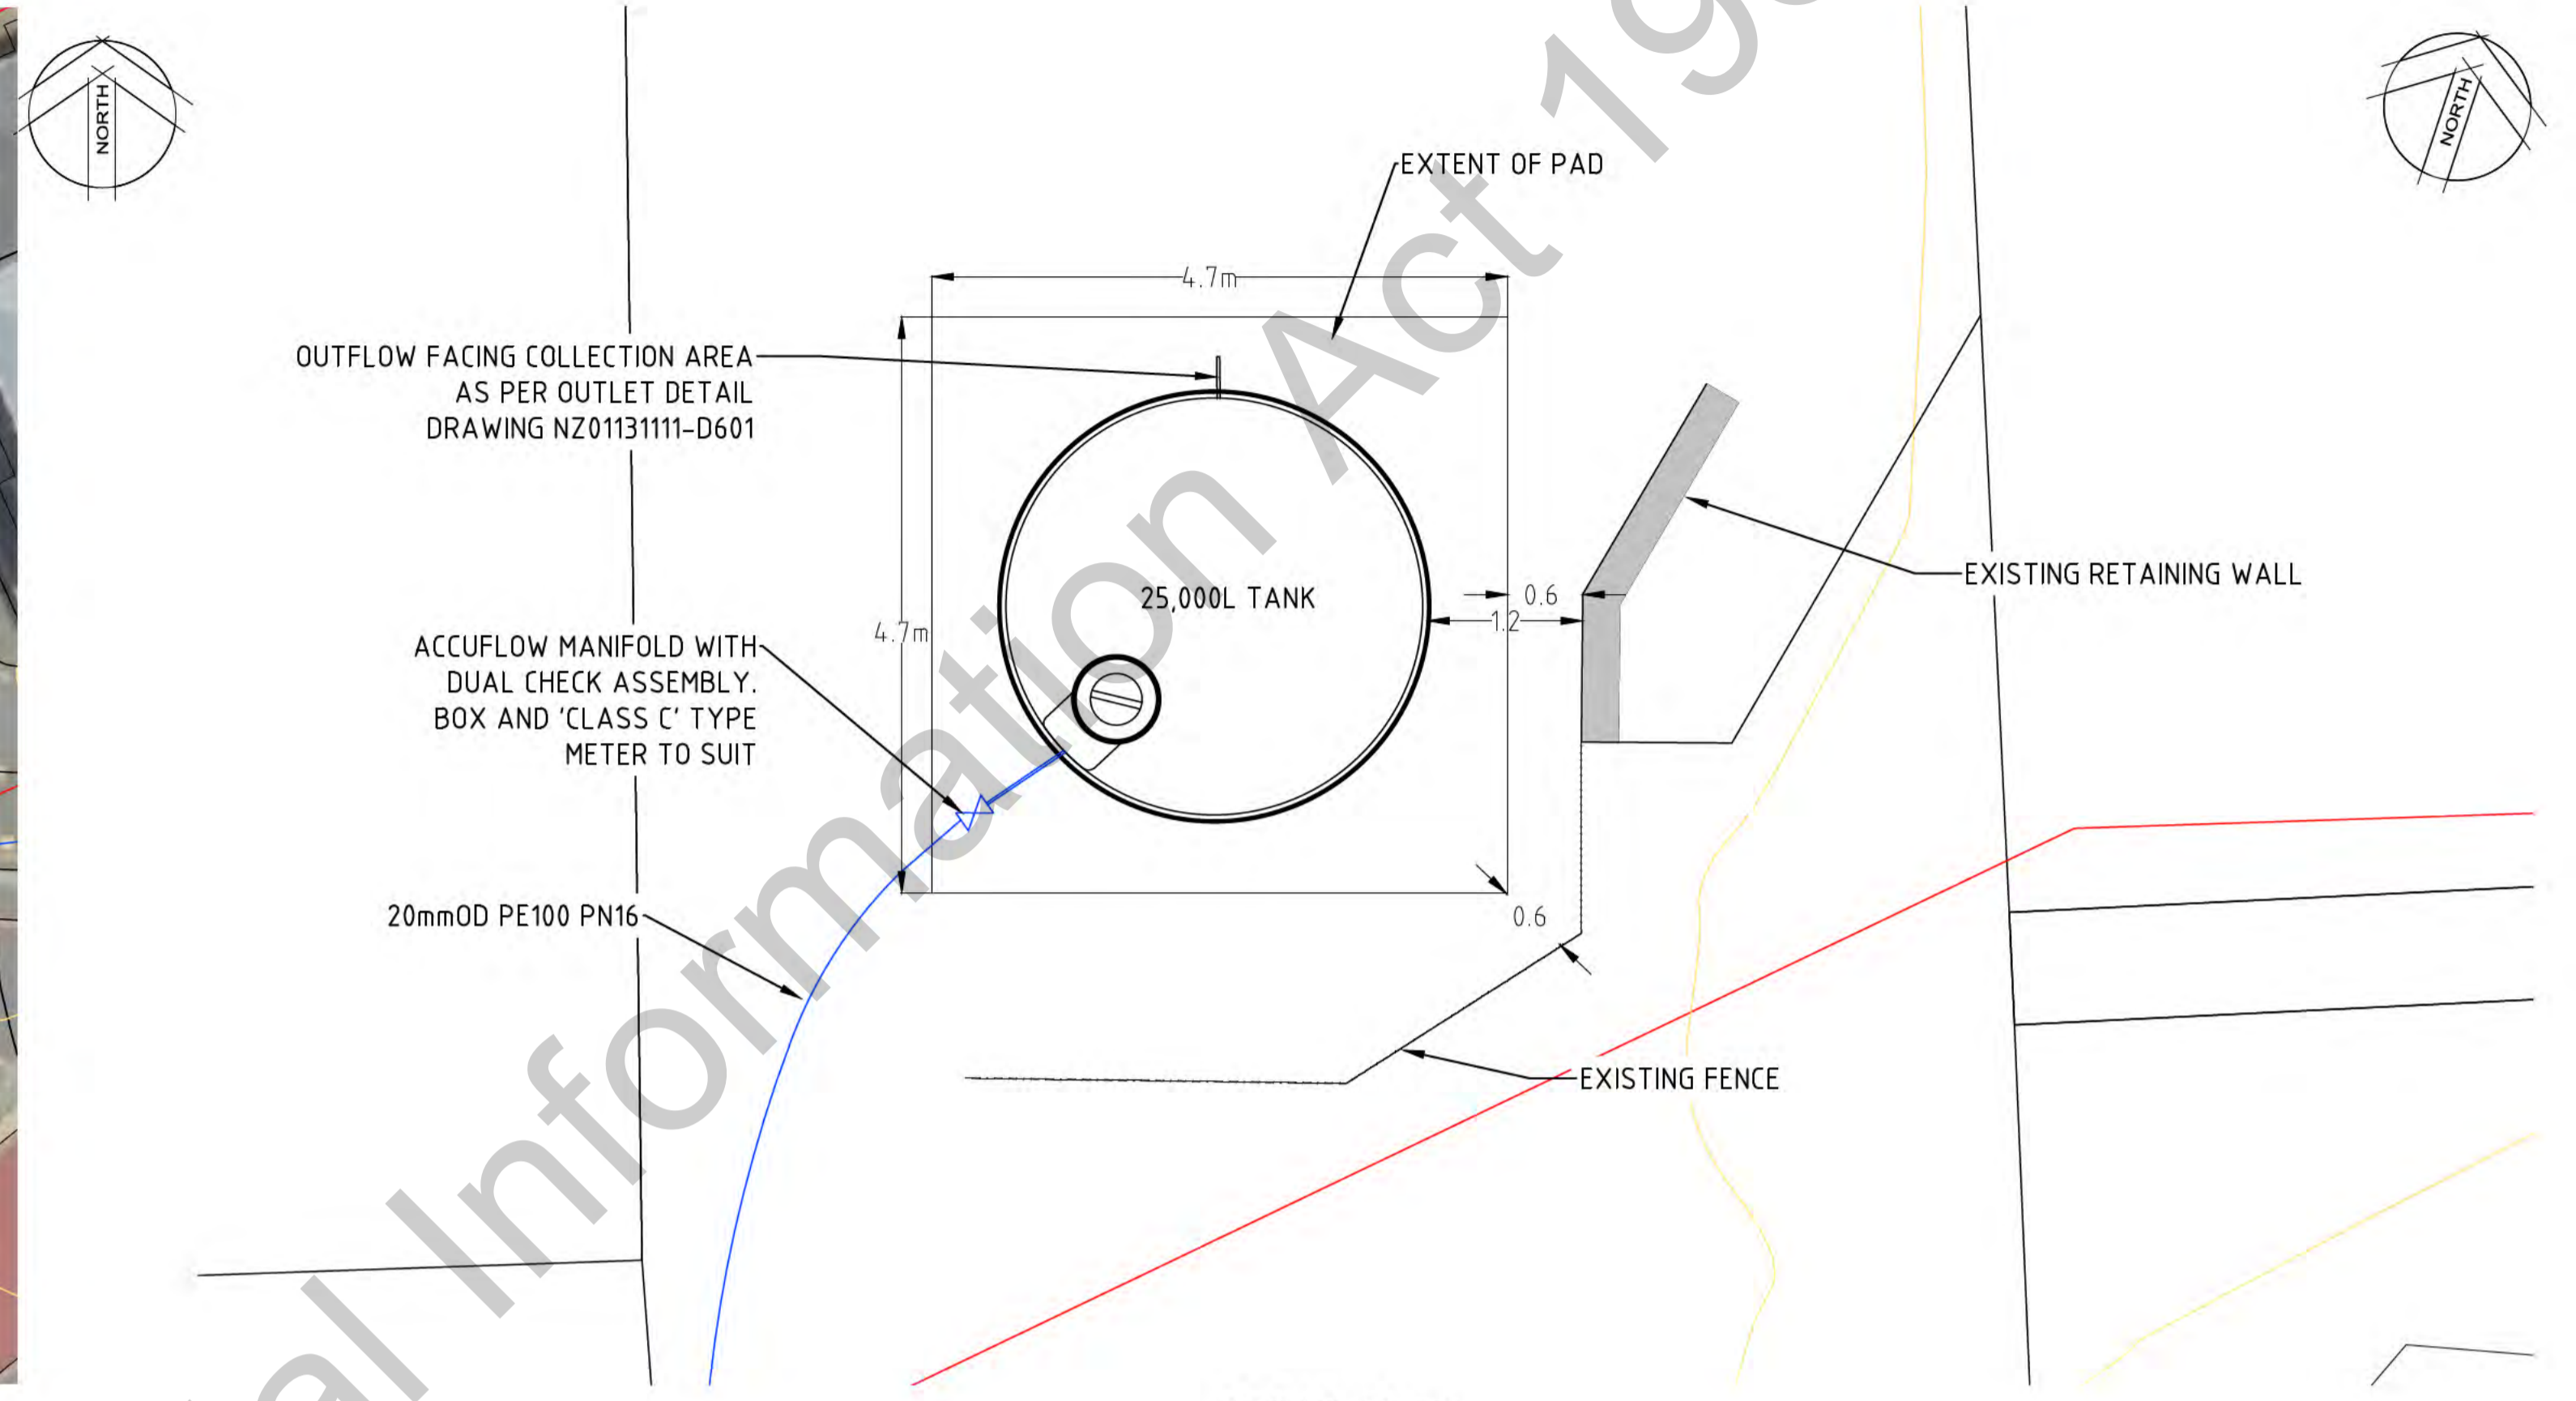 NORTH
NORTH
EXTENT OF PAD
4.7m
OUTFLOW FACING COLLECTION AREA
AS PER OUTLET DETAIL
DRAWING NZ01131111-D601
25,000L TANK
0.6
1.2
EXISTING RETAINING WALL
4.7m
ACCUFLOW MANIFOLD WITH
DUAL CHECK ASSEMBLY.
BOX AND 'CLASS C' TYPE
METER TO SUIT
20mmOD PE100 PN16
0.6
EXISTING FENCE
Information Act